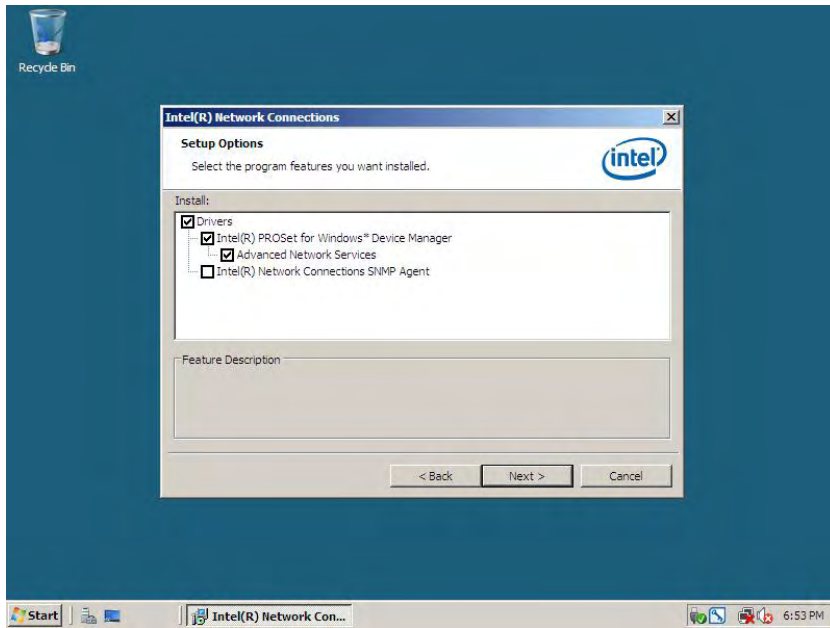 Recycle Bin
Intel(R) Network Connections
Setup Options
Select the program features you want installed.
intel
Install:
Drivers
Intel(R) PROSet for Windows* Device Manager
Advanced Network Services
Intel(R) Network Connections SNMP Agent
Feature Description
< Back
Next >
Cancel
Start
Intel(R) Network Con...
6:53 PM